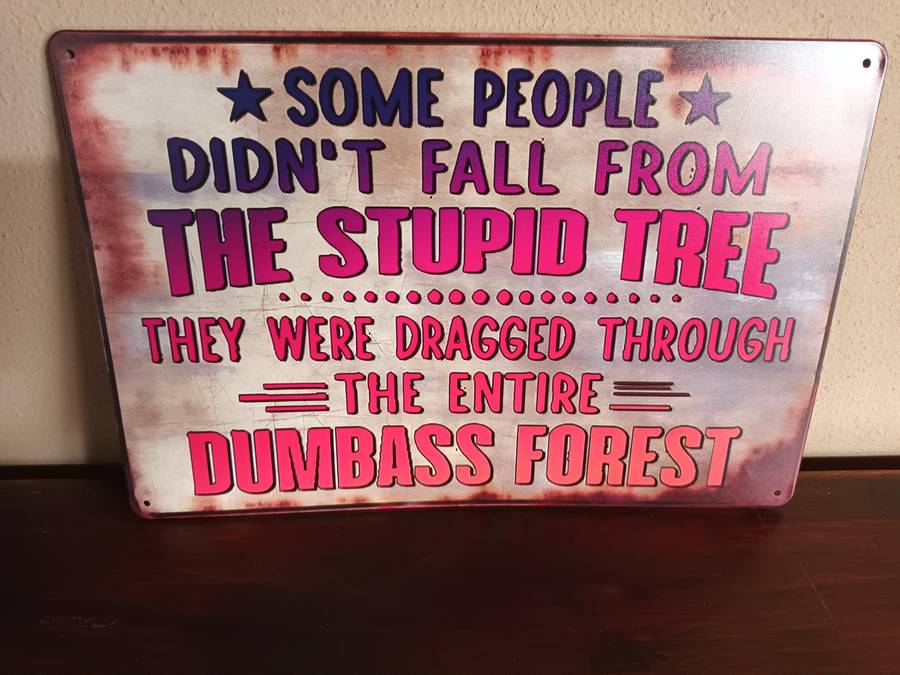 SOME PEOPLE
DIDN'T FALL FROM
THE STUPID TREE
THEY WERE DRAGGED THROUGH
THE ENTIRE
DUMBASS FOREST